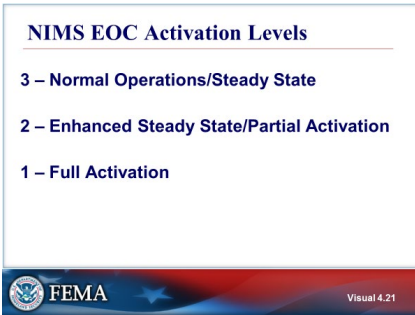 NIMS EOC Activation Levels
3 – Normal Operations/Steady State
2 – Enhanced Steady State/Partial Activation
1 – Full Activation
FEMA
Visual 4.21